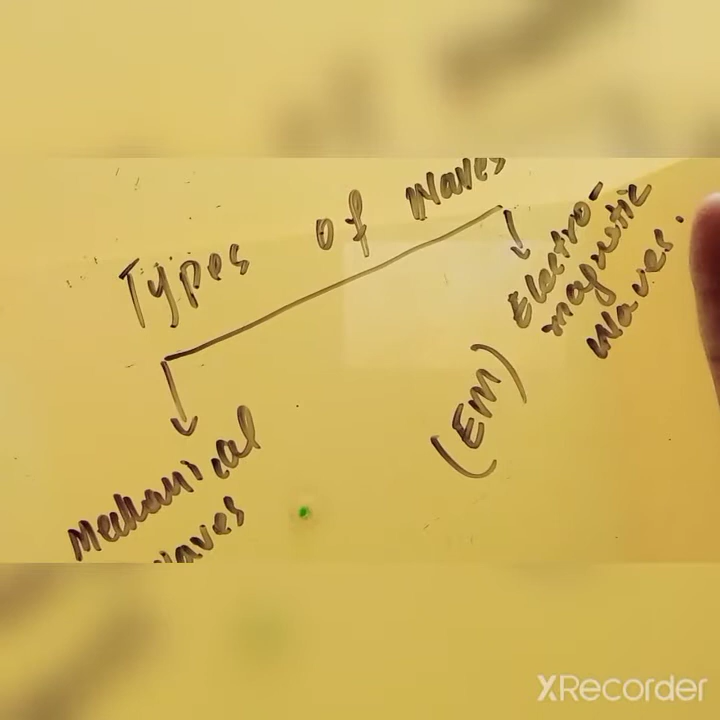 Types of Waves
Mechanical
Waves
(EM)
Electro-
magnetic
Waves.
XRecorder